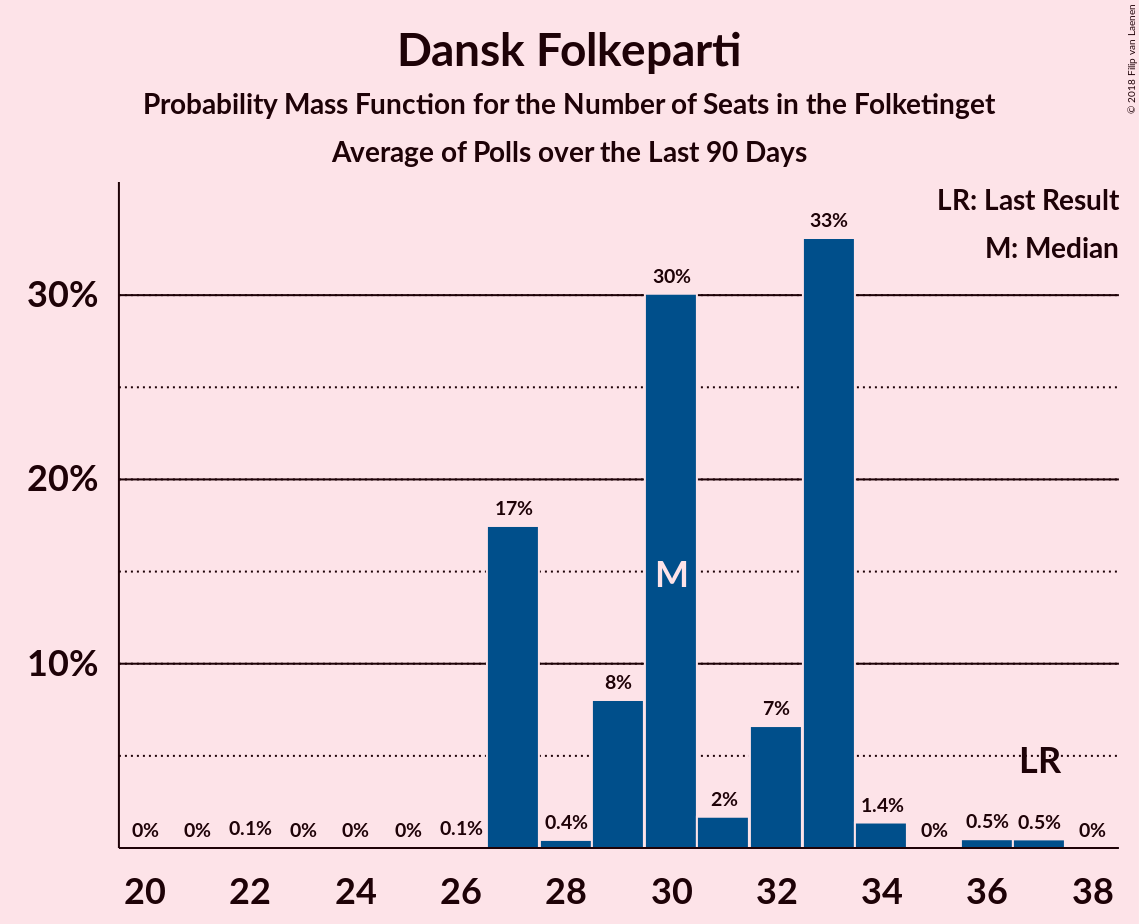 Dansk Folkeparti
Probability Mass Function for the Number of Seats in the Folketinget
Average of Polls over the Last 90 Days
© 2018 Filip van Laenen
LR: Last Result
M: Median
30%
20%
10%
0%
0%
0.1%
0%
0%
0%
0.1%
17%
0.4%
8%
30%
2%
7%
33%
1.4%
0%
0.5%
0.5%
0%
M
LR
20 22 24 26 28 30 32 34 36 38